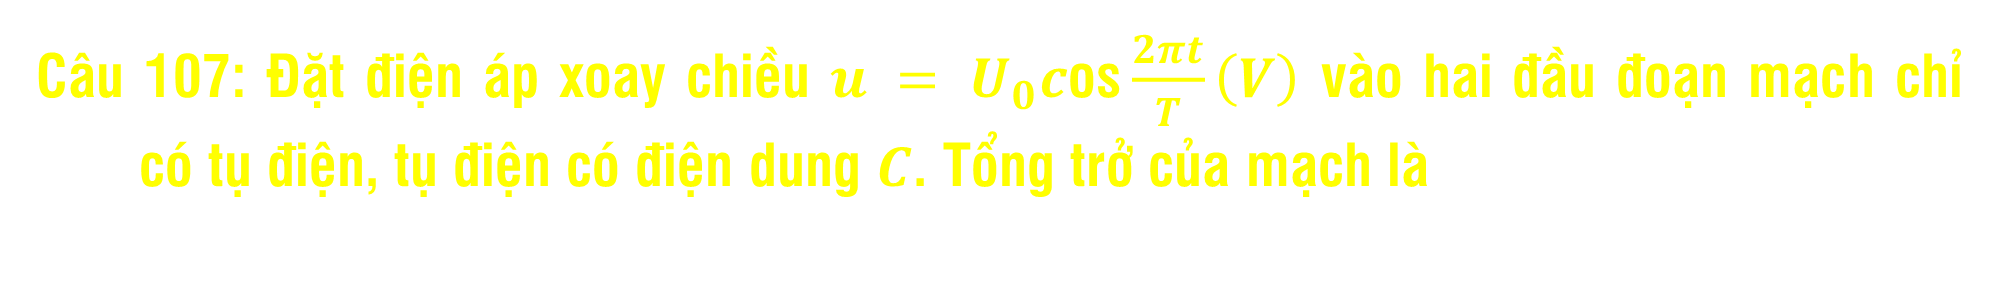 Câu 107: Đặt điện áp xoay chiều u = U₀cos 2πt/T (V) vào hai đầu đoạn mạch chỉ
có tụ điện, tụ điện có điện dung C. Tổng trở của mạch là